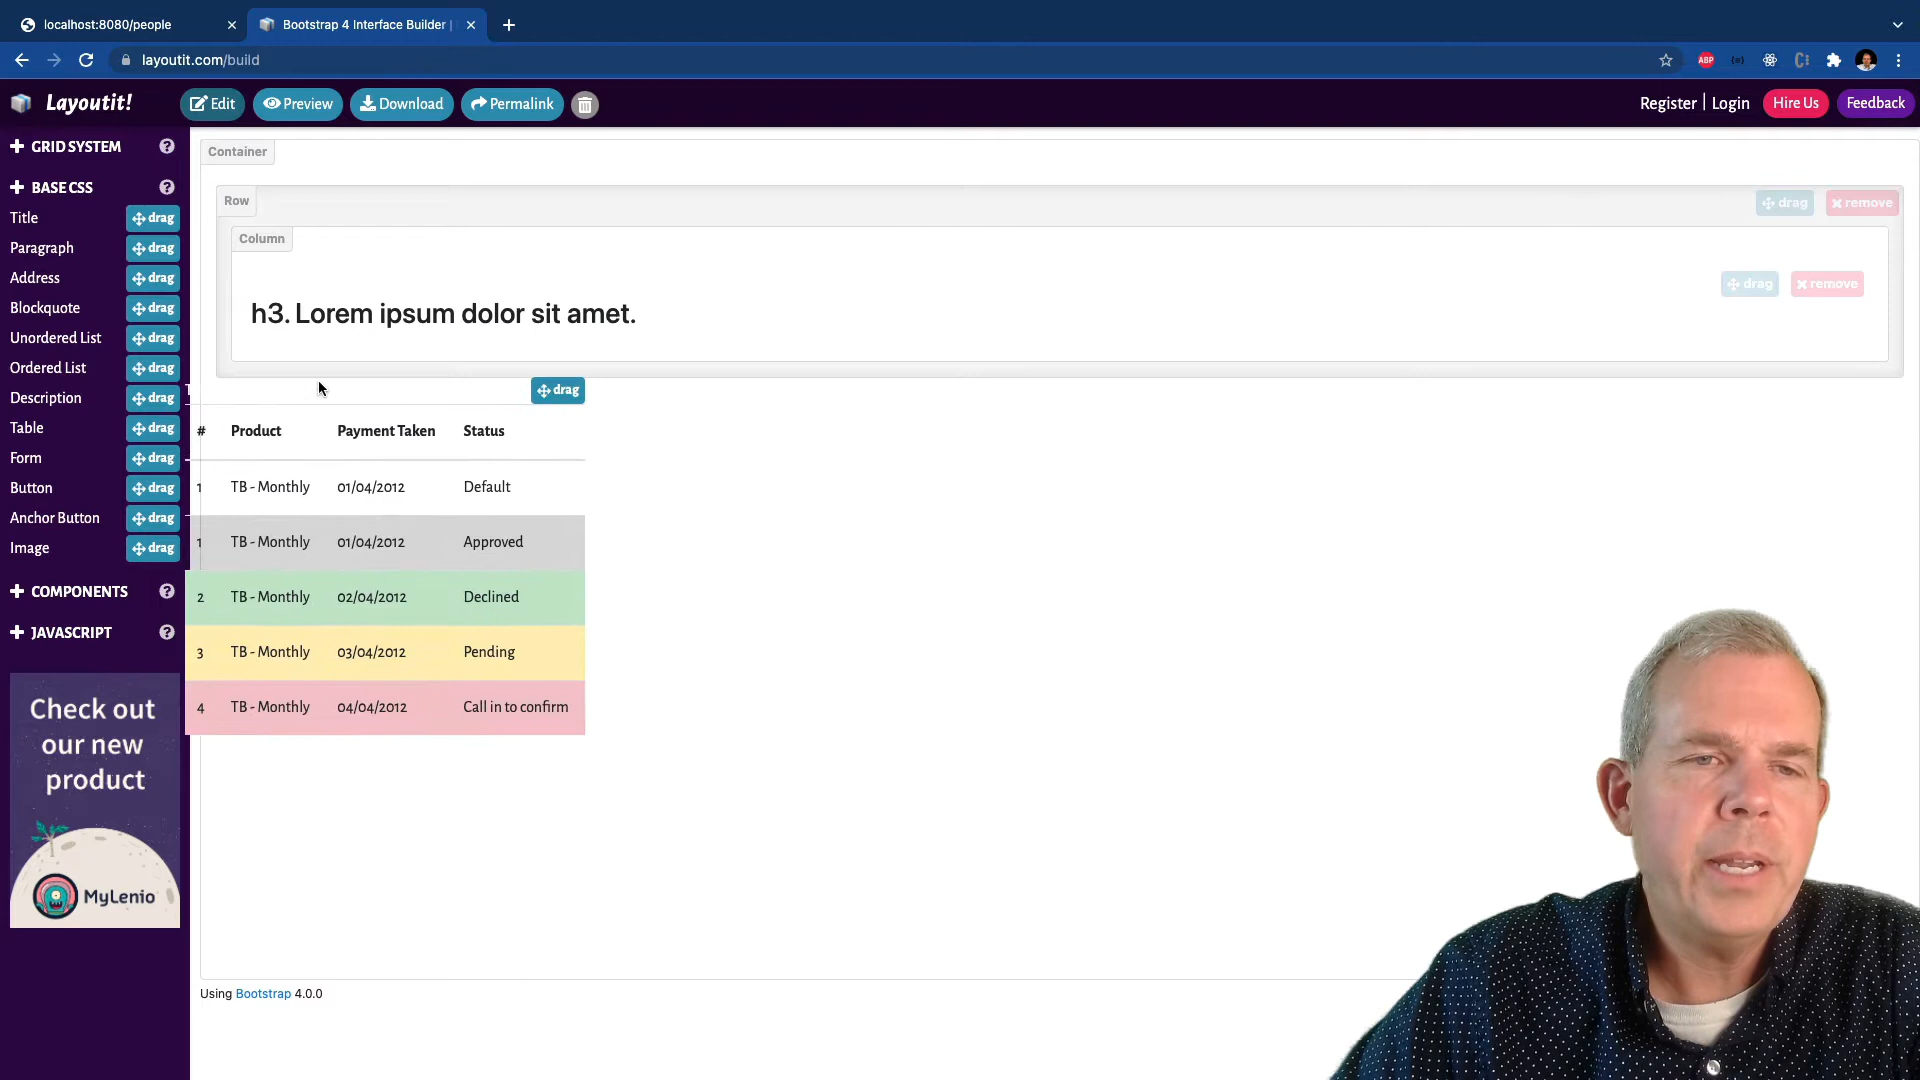 localhost:8080/people
Bootstrap 4 Interface Builder |
layoutit.com/build
ABP
Layoutit!
Edit
Preview
Download
Permalink
Register | Login
Hire Us
Feedback
GRID SYSTEM
BASE CSS
Title drag
Paragraph drag
Address drag
Blockquote drag
Unordered List drag
Ordered List drag
Description drag
Table drag
Form drag
Button drag
Anchor Button drag
Image drag
COMPONENTS
JAVASCRIPT
Check out
our new
product
MyLenio
Container
Row
drag
remove
Column
drag
remove
h3. Lorem ipsum dolor sit amet.
drag
# Product Payment Taken Status
1 TB - Monthly 01/04/2012 Default
1 TB - Monthly 01/04/2012 Approved
2 TB - Monthly 02/04/2012 Declined
3 TB - Monthly 03/04/2012 Pending
4 TB - Monthly 04/04/2012 Call in to confirm
Using Bootstrap 4.0.0